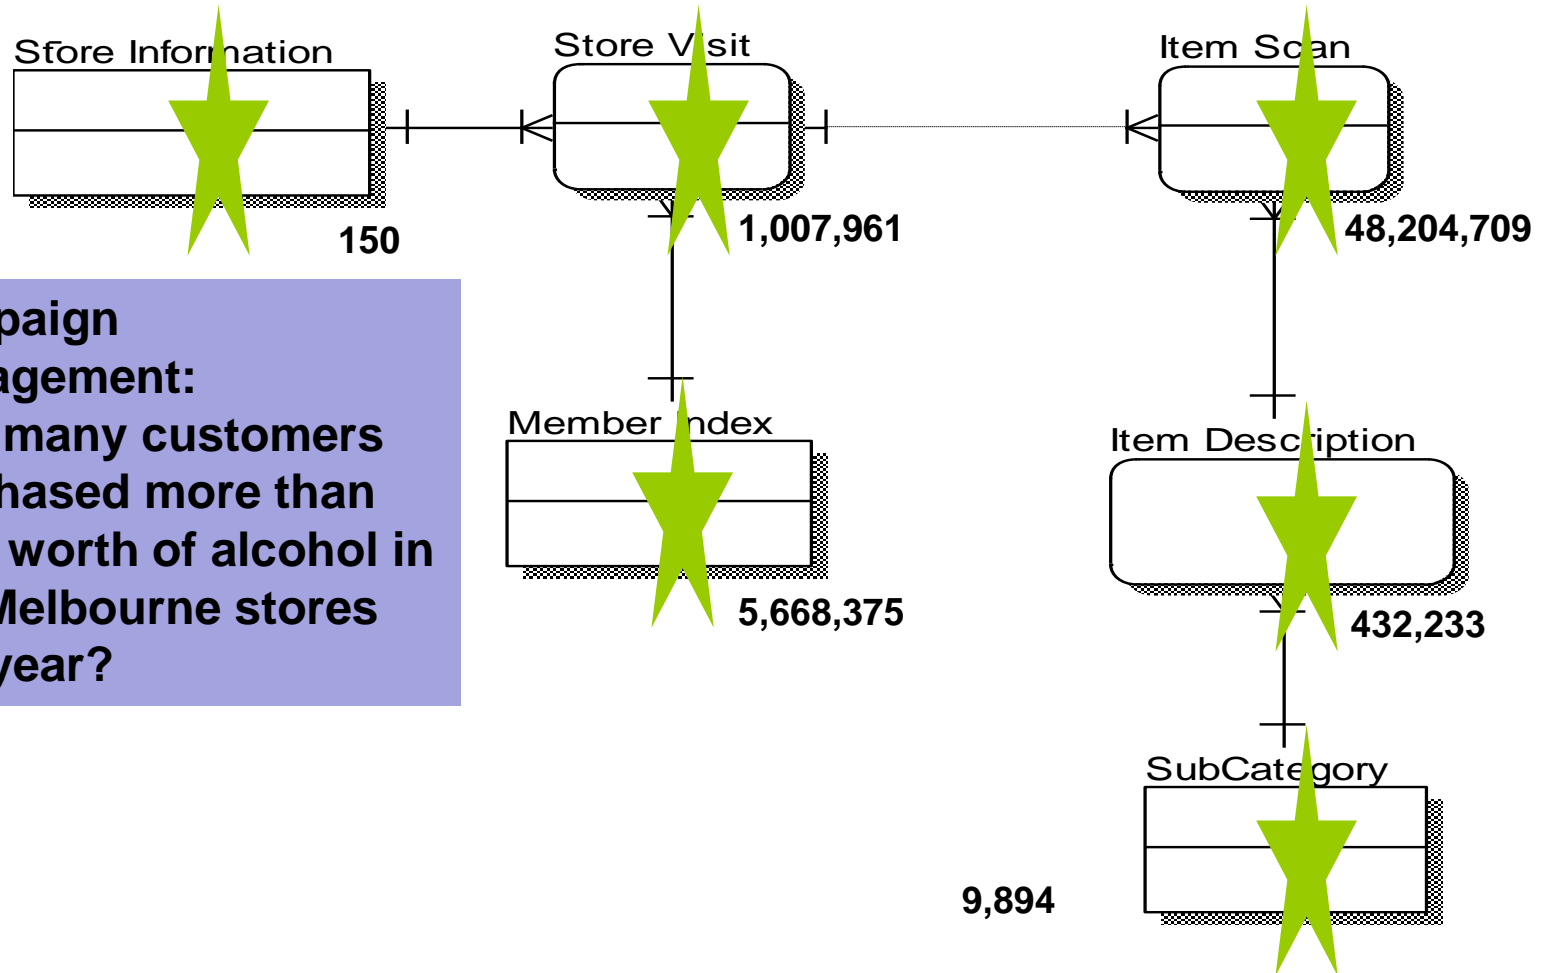 Store Information
Store Visit
Item Scan
150
1,007,961
48,204,709
paign
agement:
many customers
hased more than
worth of alcohol in
Melbourne stores
year?
Member Index
5,668,375
Item Description
432,233
SubCategory
9,894